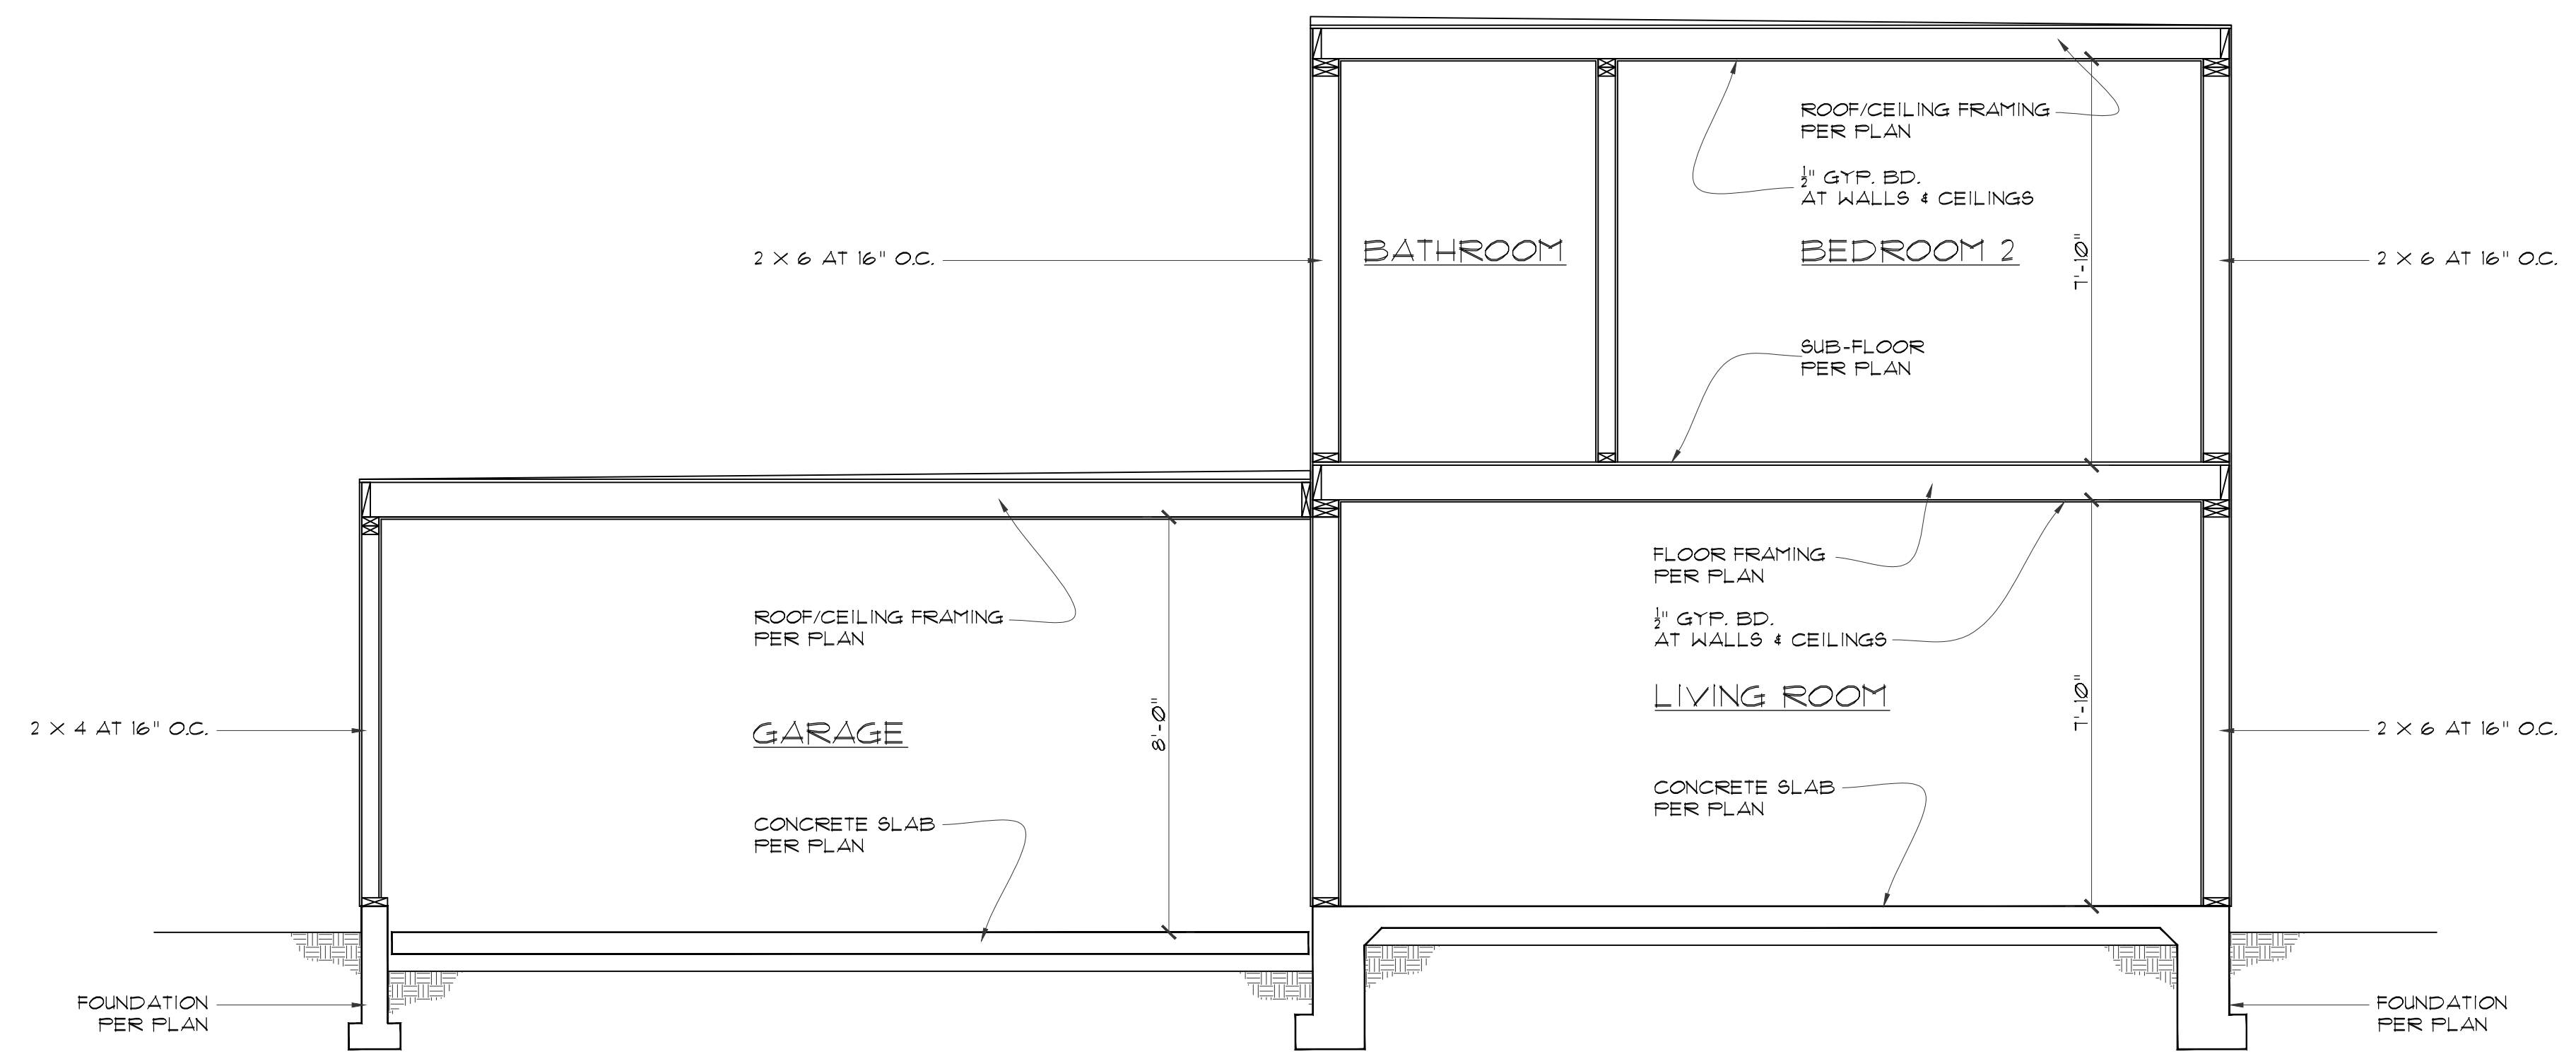 ROOF/CEILING FRAMING
PER PLAN
½" GYP. BD.
AT WALLS & CEILINGS
2 X 6 AT 16" O.C.
BATHROOM
BEDROOM 2
7'-10"
2 X 6 AT 16" O.C.
SUB-FLOOR
PER PLAN
FLOOR FRAMING
PER PLAN
ROOF/CEILING FRAMING
PER PLAN
½" GYP. BD.
AT WALLS & CEILINGS
LIVING ROOM
7'-10"
2 X 4 AT 16" O.C.
GARAGE
8'-0"
2 X 6 AT 16" O.C.
CONCRETE SLAB
PER PLAN
CONCRETE SLAB
PER PLAN
FOUNDATION
PER PLAN
FOUNDATION
PER PLAN